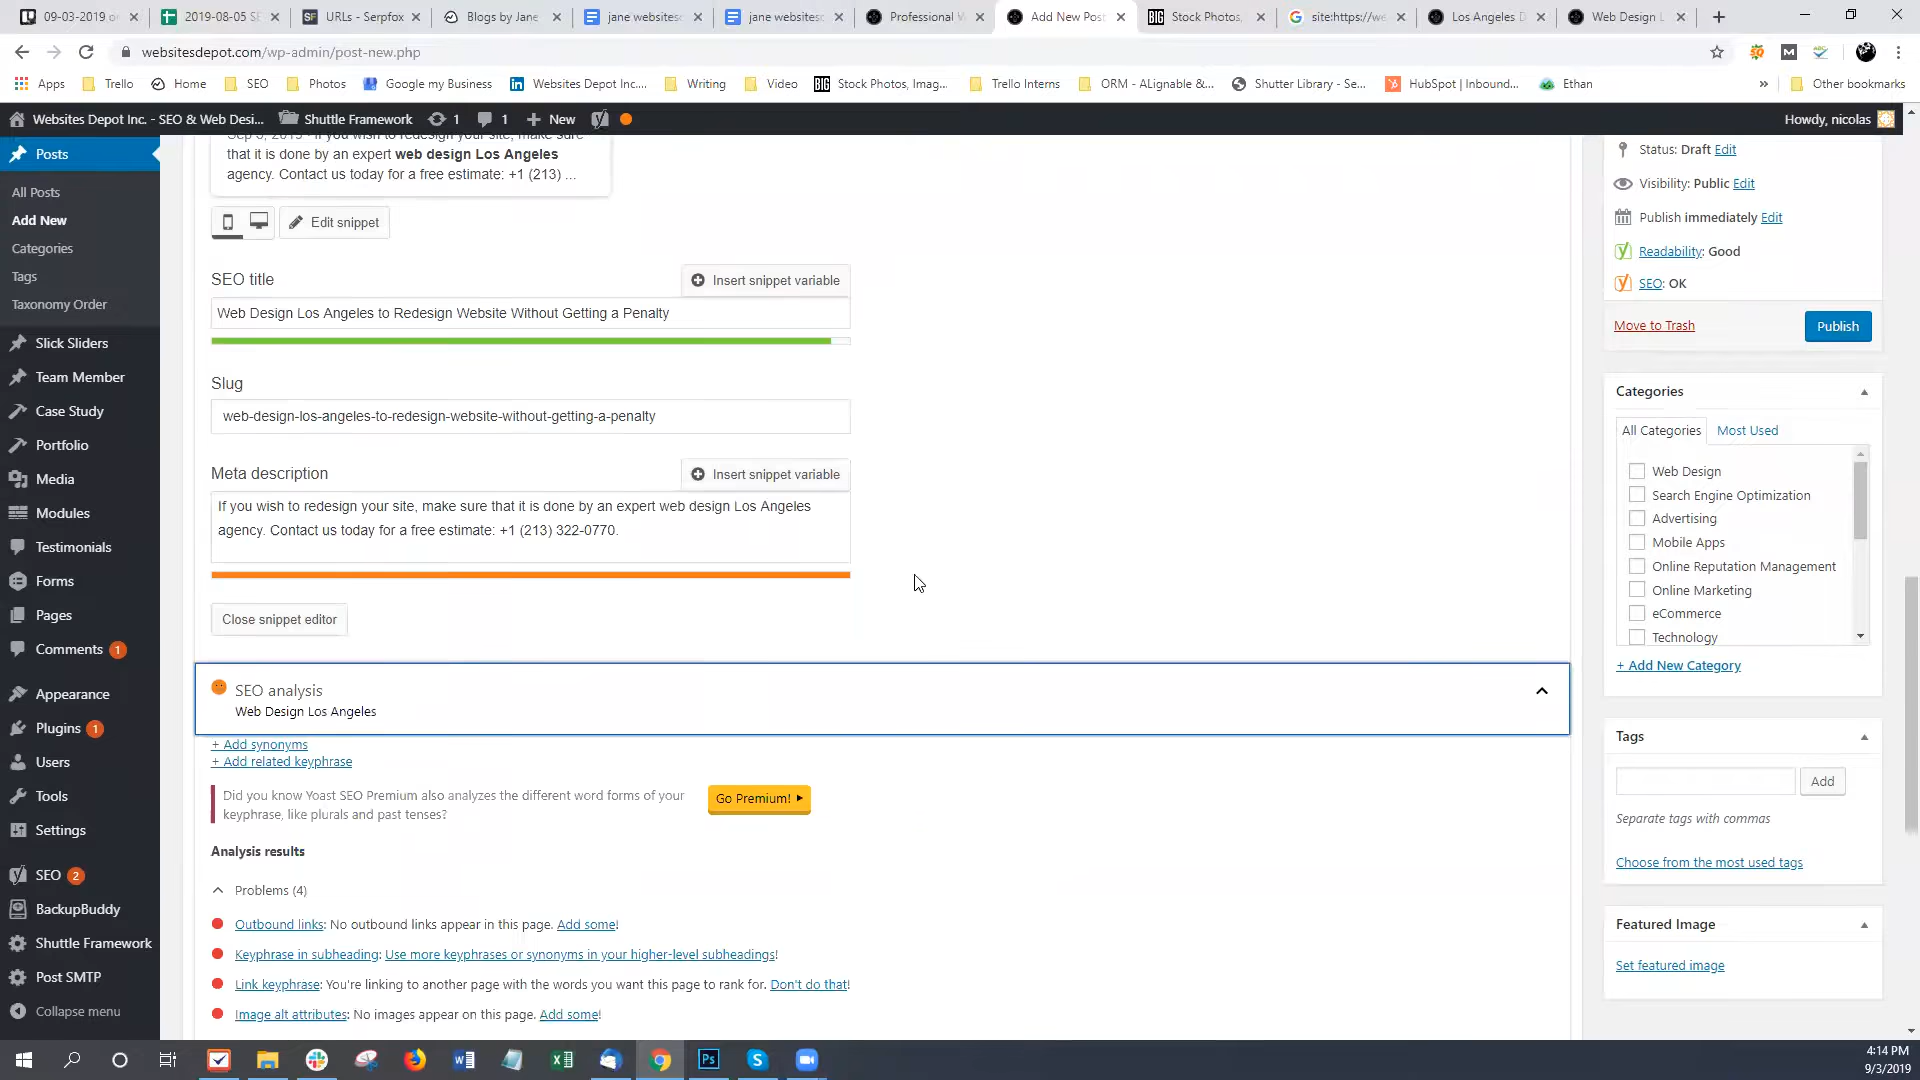 09-03-2019 o
2019-08-05 SE
URLs - Serpfox
Blogs by Jane
jane websites
jane websites
Professional W
Add New Post
Stock Photos,
site:https://we
Los Angeles D
Web Design L
websitesdepot.com/wp-admin/post-new.php
Apps
Trello
Home
SEO
Photos
Google my Business
Websites Depot Inc....
Writing
Video
BIG
Stock Photos, Imag...
Trello Interns
ORM - ALignable &...
Shutter Library - Se...
HubSpot | Inbound...
Ethan
»
Other bookmarks
Websites Depot Inc. - SEO & Web Desi...
Shuttle Framework
1
1
+ New
Howdy, nicolas
Posts
All Posts
Add New
Categories
Tags
Taxonomy Order
Slick Sliders
Team Member
Case Study
Portfolio
Media
Modules
Testimonials
Forms
Pages
Comments 1
Appearance
Plugins 1
Users
Tools
Settings
SEO 2
BackupBuddy
Shuttle Framework
Post SMTP
Collapse menu
Sep 3, 2019 · If you wish to redesign your site, make sure
that it is done by an expert web design Los Angeles
agency. Contact us today for a free estimate: +1 (213) ...
Edit snippet
SEO title
Insert snippet variable
Web Design Los Angeles to Redesign Website Without Getting a Penalty
Slug
web-design-los-angeles-to-redesign-website-without-getting-a-penalty
Meta description
Insert snippet variable
If you wish to redesign your site, make sure that it is done by an expert web design Los Angeles
agency. Contact us today for a free estimate: +1 (213) 322-0770.
Close snippet editor
SEO analysis
Web Design Los Angeles
+ Add synonyms
+ Add related keyphrase
Did you know Yoast SEO Premium also analyzes the different word forms of your
keyphrase, like plurals and past tenses?
Go Premium!
Analysis results
Problems (4)
Outbound links: No outbound links appear in this page. Add some!
Keyphrase in subheading: Use more keyphrases or synonyms in your higher-level subheadings!
Link keyphrase: You're linking to another page with the words you want this page to rank for. Don't do that!
Image alt attributes: No images appear on this page. Add some!
Status: Draft Edit
Visibility: Public Edit
Publish immediately Edit
Readability: Good
SEO: OK
Move to Trash
Publish
Categories
All Categories
Most Used
Web Design
Search Engine Optimization
Advertising
Mobile Apps
Online Reputation Management
Online Marketing
eCommerce
Technology
+ Add New Category
Tags
Add
Separate tags with commas
Choose from the most used tags
Featured Image
Set featured image
4:14 PM
9/3/2019